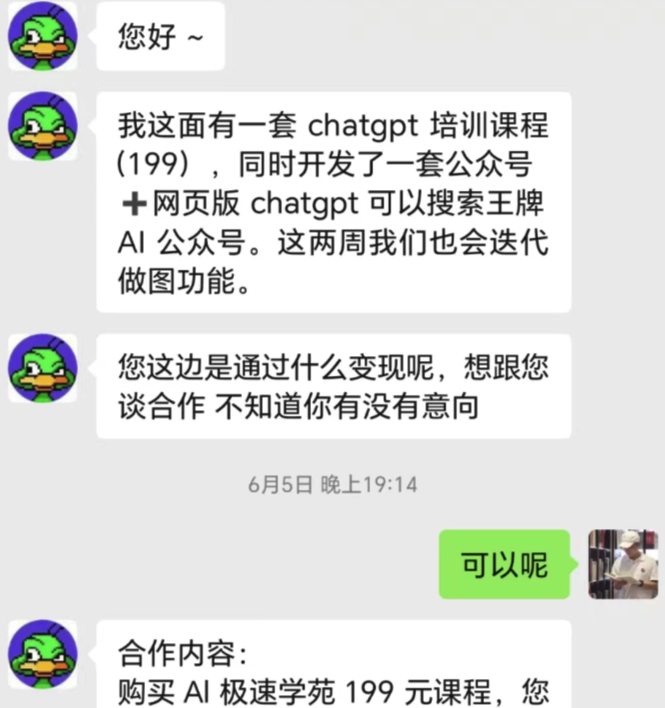 您好 ~
我这面有一套 chatgpt 培训课程
(199) ，同时开发了一套公众号
➕网页版 chatgpt 可以搜索王牌
AI 公众号。这两周我们也会迭代
做图功能。
您这边是通过什么变现呢，想跟您
谈合作 不知道你有没有意向
6月5日 晚上19:14
可以呢
合作内容：
购买 AI 极速学苑 199 元课程，您